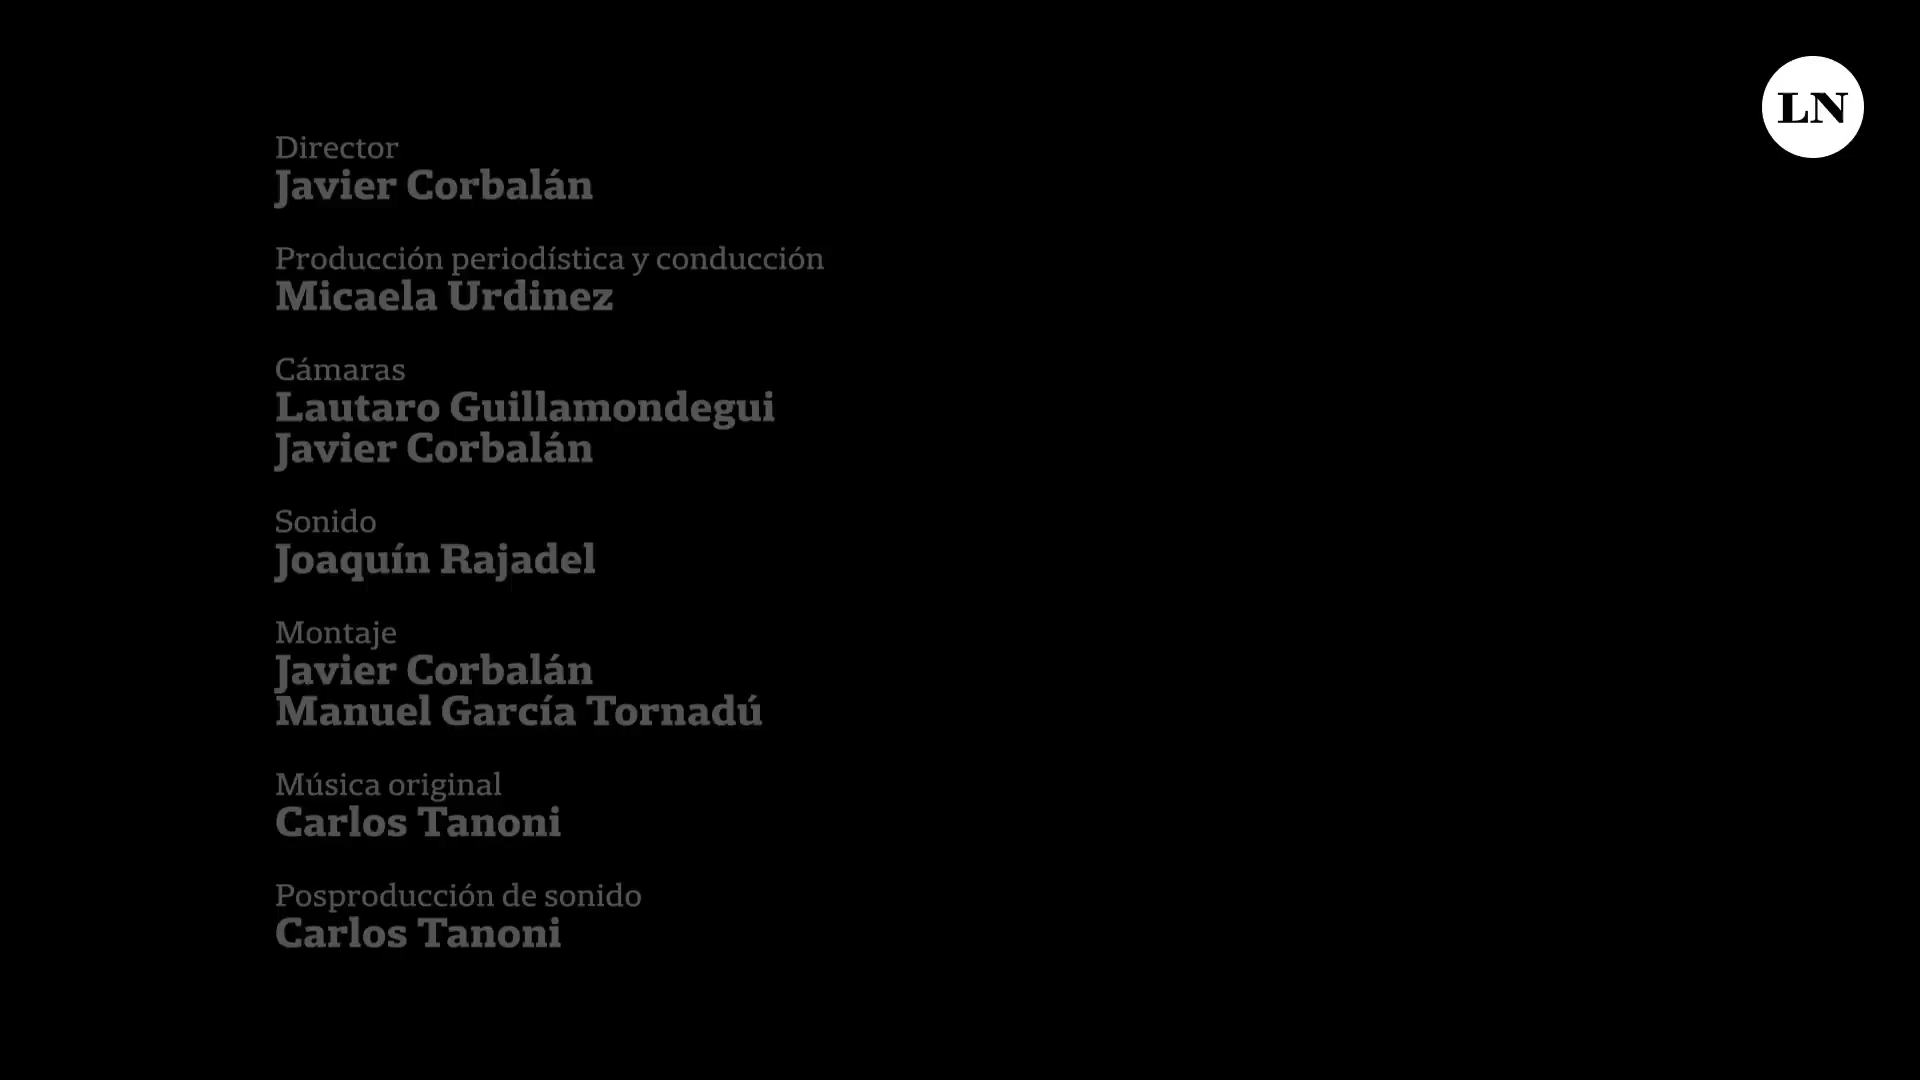 LN
Director
Javier Corbalán
Producción periodística y conducción
Micaela Urdinez
Cámaras
Lautaro Guillamondegui
Javier Corbalán
Sonido
Joaquín Rajadel
Montaje
Javier Corbalán
Manuel García Tornadú
Música original
Carlos Tanoni
Posproducción de sonido
Carlos Tanoni